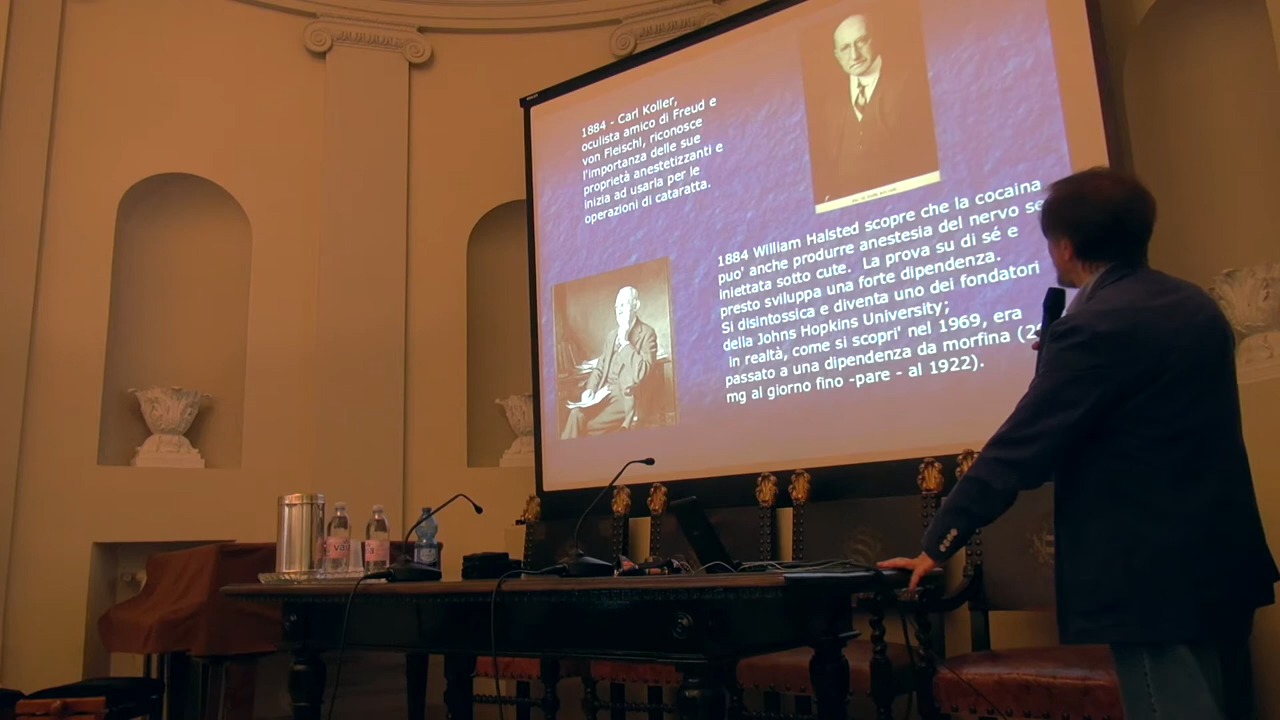 1884 - Carl Koller,
oculista amico di Freud e
von Fleischl, riconosce
l'importanza delle sue
proprietà anestetizzanti e
inizia ad usarla per le
operazioni di cataratta.
1884 William Halsted scopre che la cocaina
puo' anche produrre anestesia del nervo se
iniettata sotto cute. La prova su di sé e
presto sviluppa una forte dipendenza.
Si disintossica e diventa uno dei fondatori
della Johns Hopkins University;
in realtà, come si scopri' nel 1969, era
passato a una dipendenza da morfina (2
mg al giorno fino -pare - al 1922).